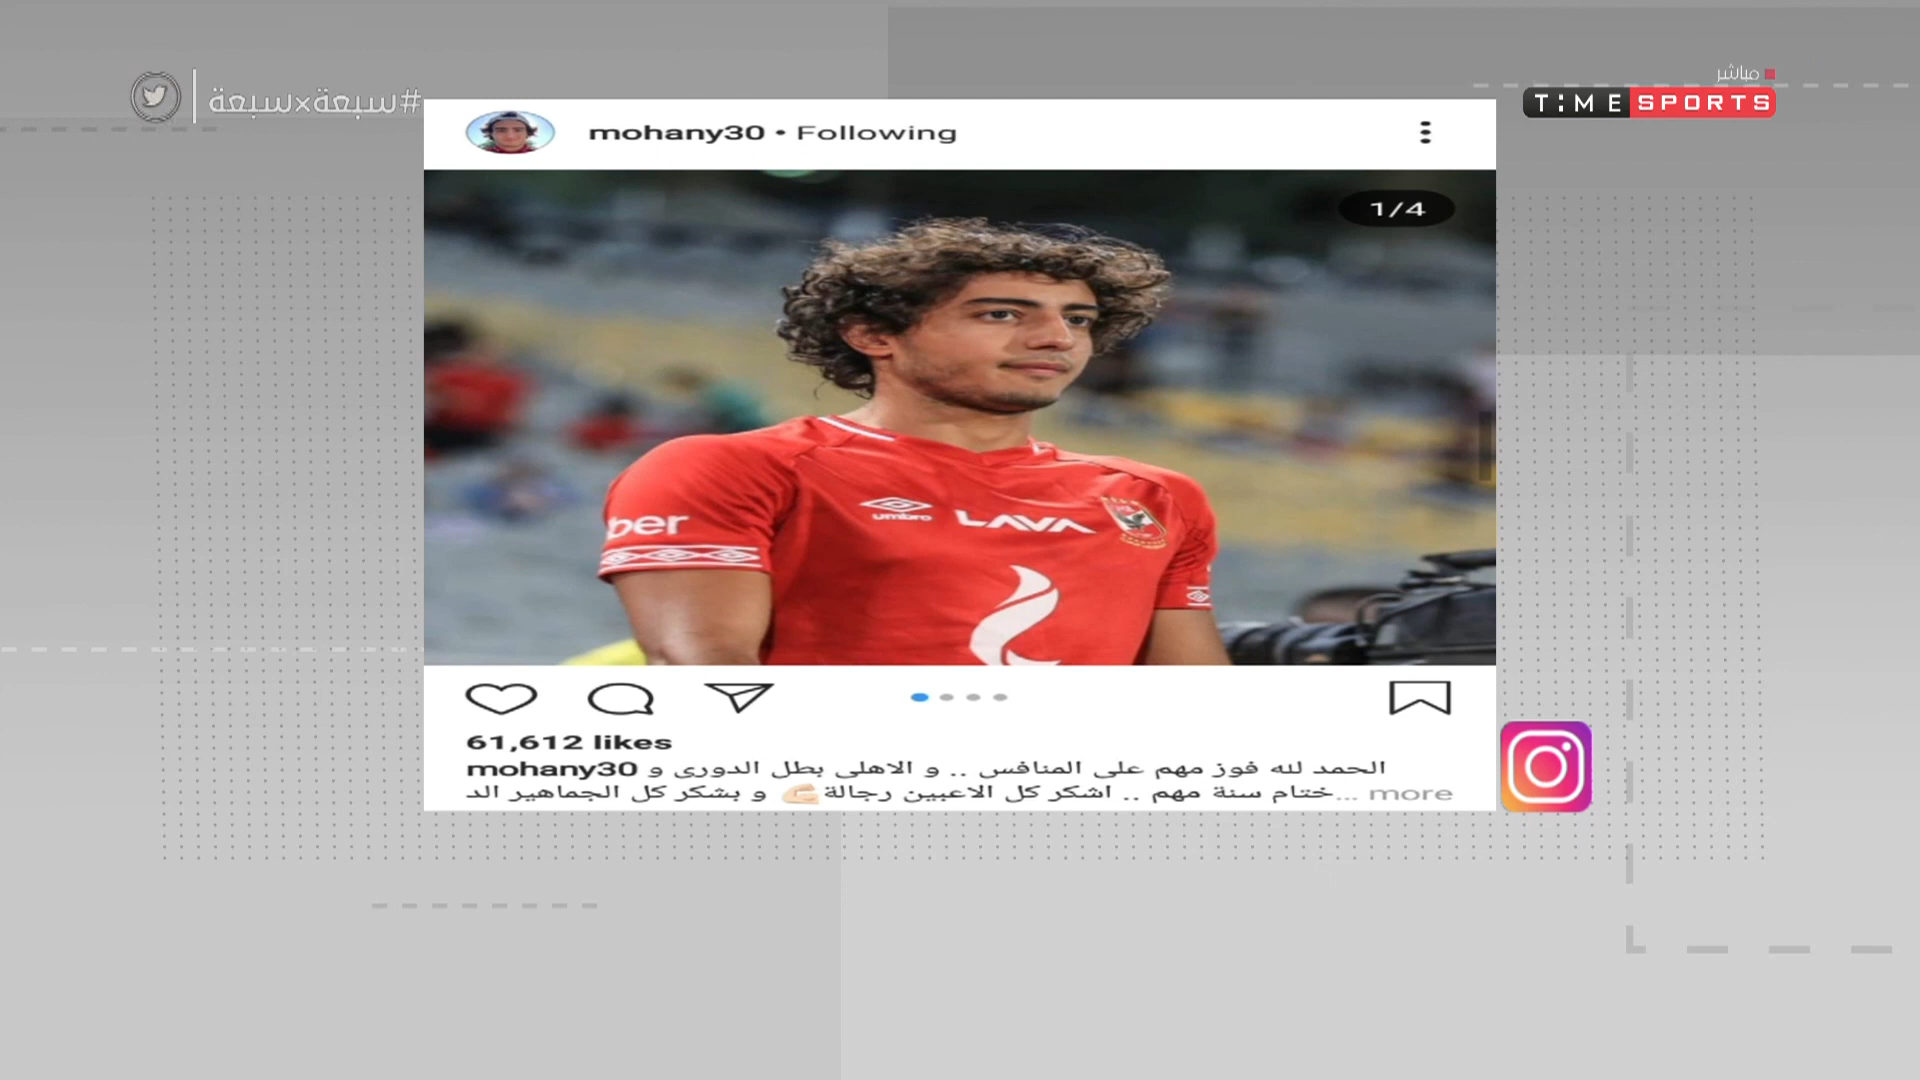 #سبعة×سبعة
مباشر
TIME SPORTS
mohany30 • Following
1/4
ber
umbro
LAVA
61,612 likes
mohany30 الحمد لله فوز مهم على المنافس .. و الاهلى بطل الدورى و
ختام سنة مهم .. اشكر كل الاعبين رجالة💪🏻 و بشكر كل الجماهير الد... more